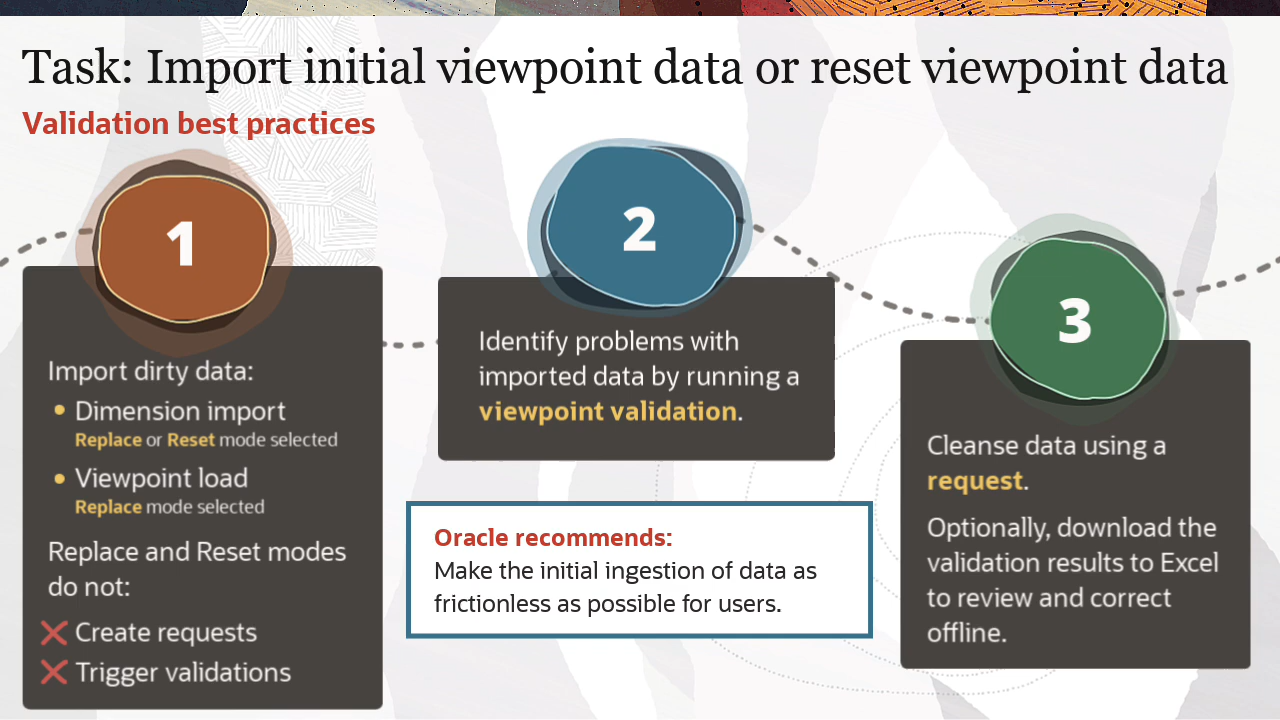 Task: Import initial viewpoint data or reset viewpoint data
Validation best practices
1
Import dirty data:
Dimension import
Replace or Reset mode selected
Viewpoint load
Replace mode selected
Replace and Reset modes
do not:
Create requests
Trigger validations
2
Identify problems with
imported data by running a
viewpoint validation.
Oracle recommends:
Make the initial ingestion of data as
frictionless as possible for users.
3
Cleanse data using a
request.
Optionally, download the
validation results to Excel
to review and correct
offline.